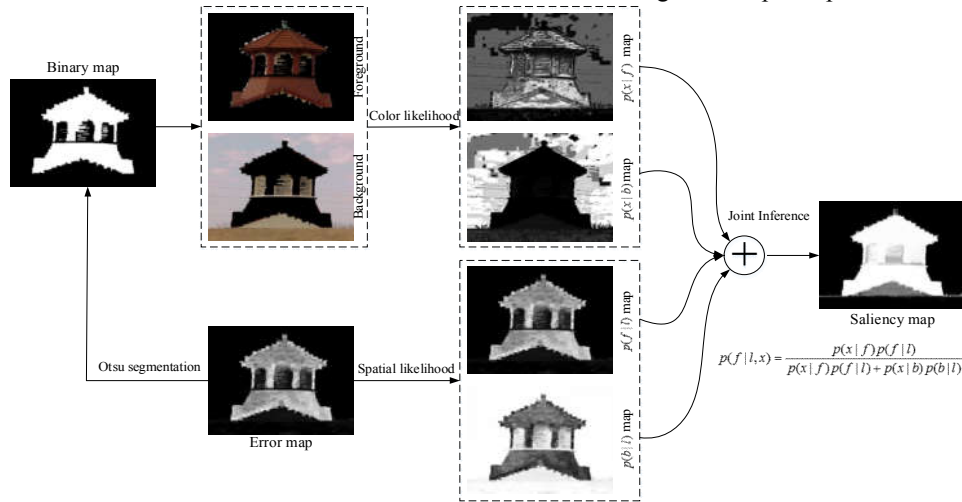 Binary map
Foreground
Background
Color likelihood
p(x | f) map
p(x | b) map
Joint Inference
+
Saliency map
p(f | l, x) = p(x | f) p(f | l) / p(x | f) p(f | l) + p(x | b) p(b | l)
Otsu segmentation
Error map
Spatial likelihood
p(f | l) map
p(b | l) map